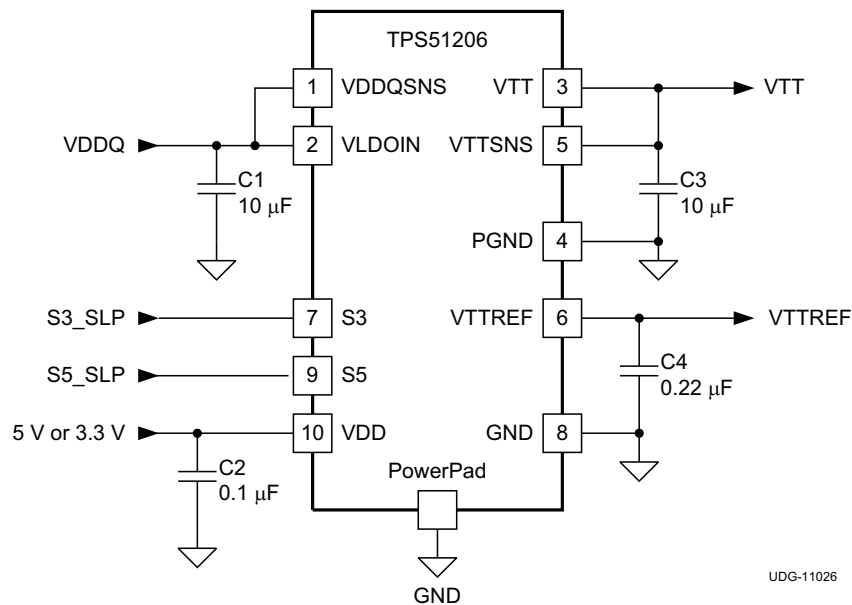 TPS51206
1 VDDQSNS VTT 3 VTT
VDDQ 2 VLDOIN VTTSNS 5
C1
10 μF
C3
10 μF
PGND 4
S3_SLP 7 S3 VTTREF 6 VTTREF
S5_SLP 9 S5
C4
0.22 μF
5 V or 3.3 V 10 VDD GND 8
C2
0.1 μF
PowerPad
GND
UDG-11026